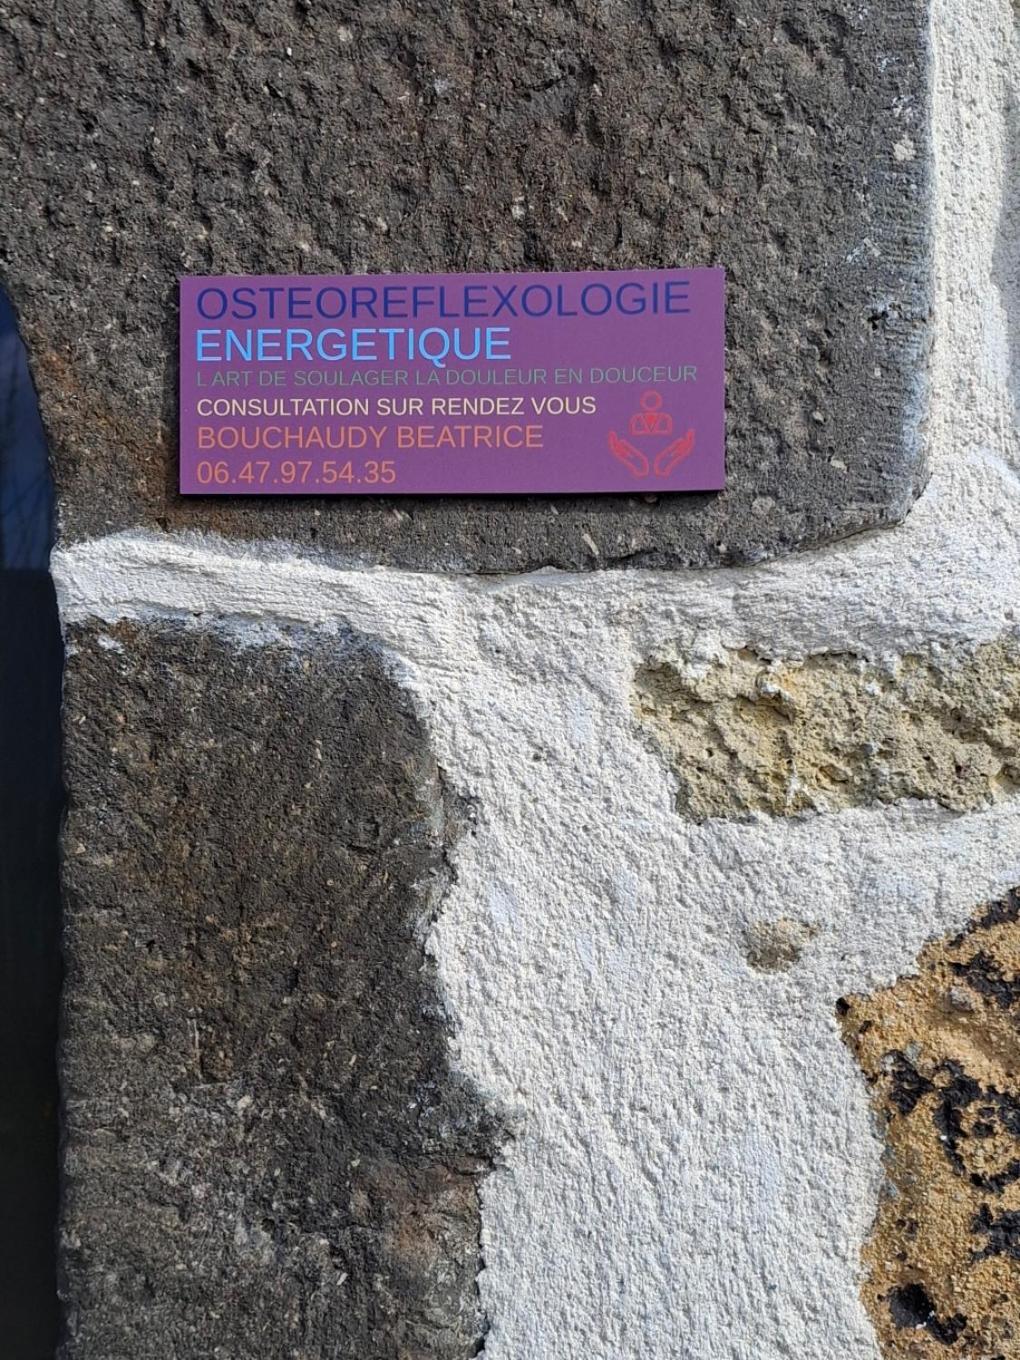 OSTEOREFLEXOLOGIE
ENERGETIQUE
L ART DE SOULAGER LA DOULEUR EN DOUCEUR
CONSULTATION SUR RENDEZ VOUS
BOUCHAUDY BEATRICE
06.47.97.54.35